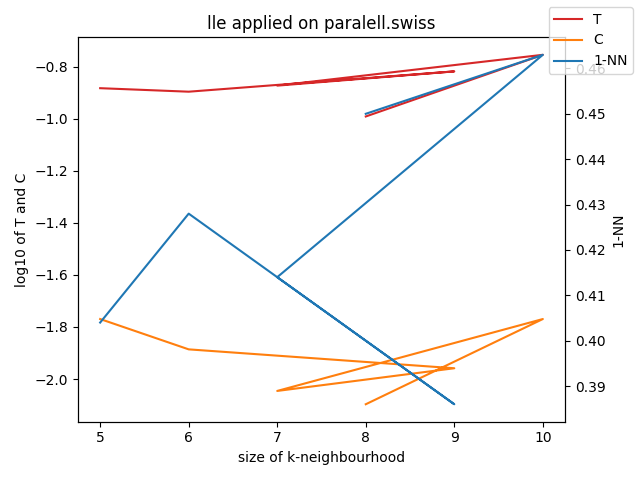 lle applied on paralell.swiss
T
C
1-NN
−0.8
−1.0
−1.2
−1.4
−1.6
−1.8
−2.0
log10 of T and C
0.46
0.45
0.44
0.43
0.42
0.41
0.40
0.39
1-NN
5 6 7 8 9 10
size of k-neighbourhood